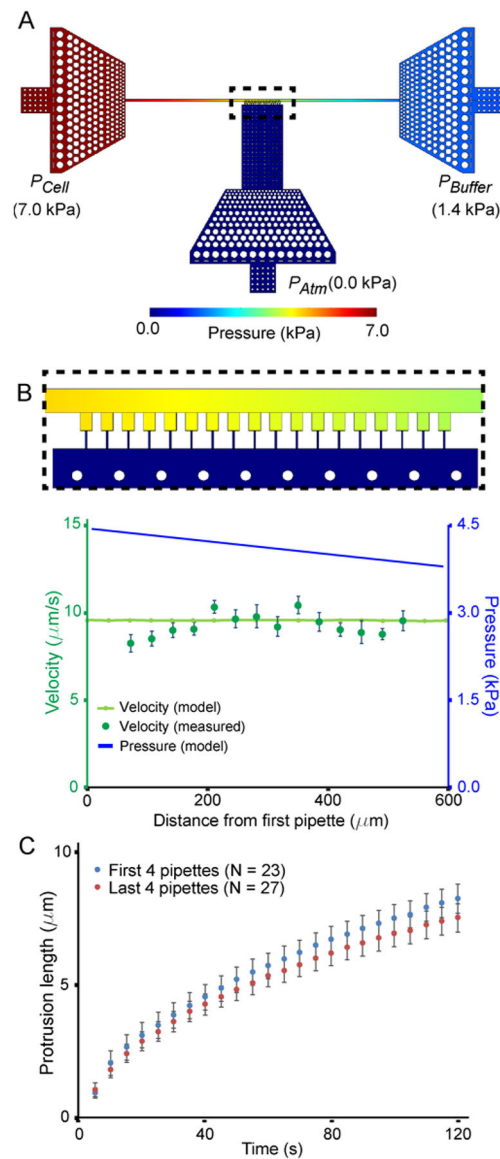 A
P_Cell
(7.0 kPa)
P_Buffer
(1.4 kPa)
P_Atm (0.0 kPa)
0.0 Pressure (kPa) 7.0
B
15
10
5
0
Velocity (μm/s)
4.5
3.0
1.5
0.0
Pressure (kPa)
Velocity (model)
Velocity (measured)
Pressure (model)
0 200 400 600
Distance from first pipette (μm)
C
10
5
0
Protrusion length (μm)
First 4 pipettes (N = 23)
Last 4 pipettes (N = 27)
0 40 80 120
Time (s)